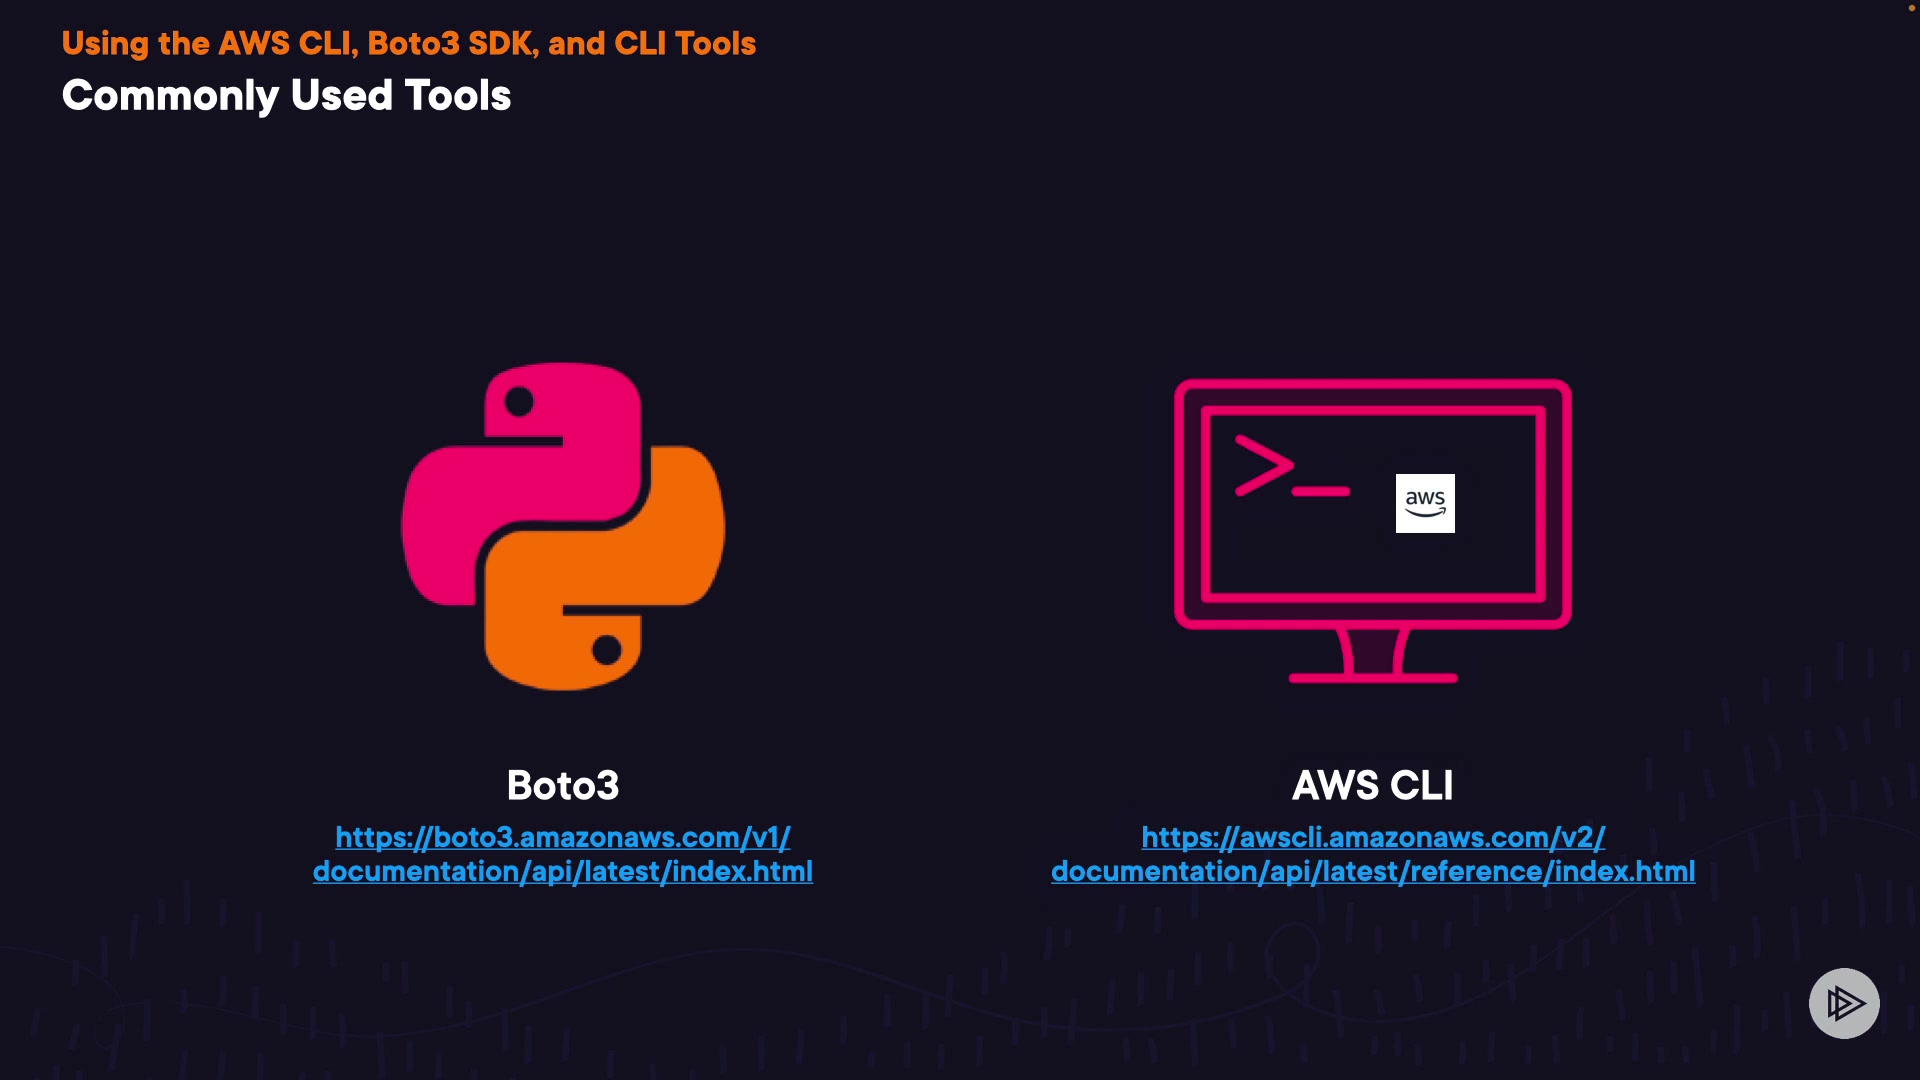 Using the AWS CLI, Boto3 SDK, and CLI Tools
Commonly Used Tools
>_
aws
Boto3
https://boto3.amazonaws.com/v1/
documentation/api/latest/index.html
AWS CLI
https://awscli.amazonaws.com/v2/
documentation/api/latest/reference/index.html